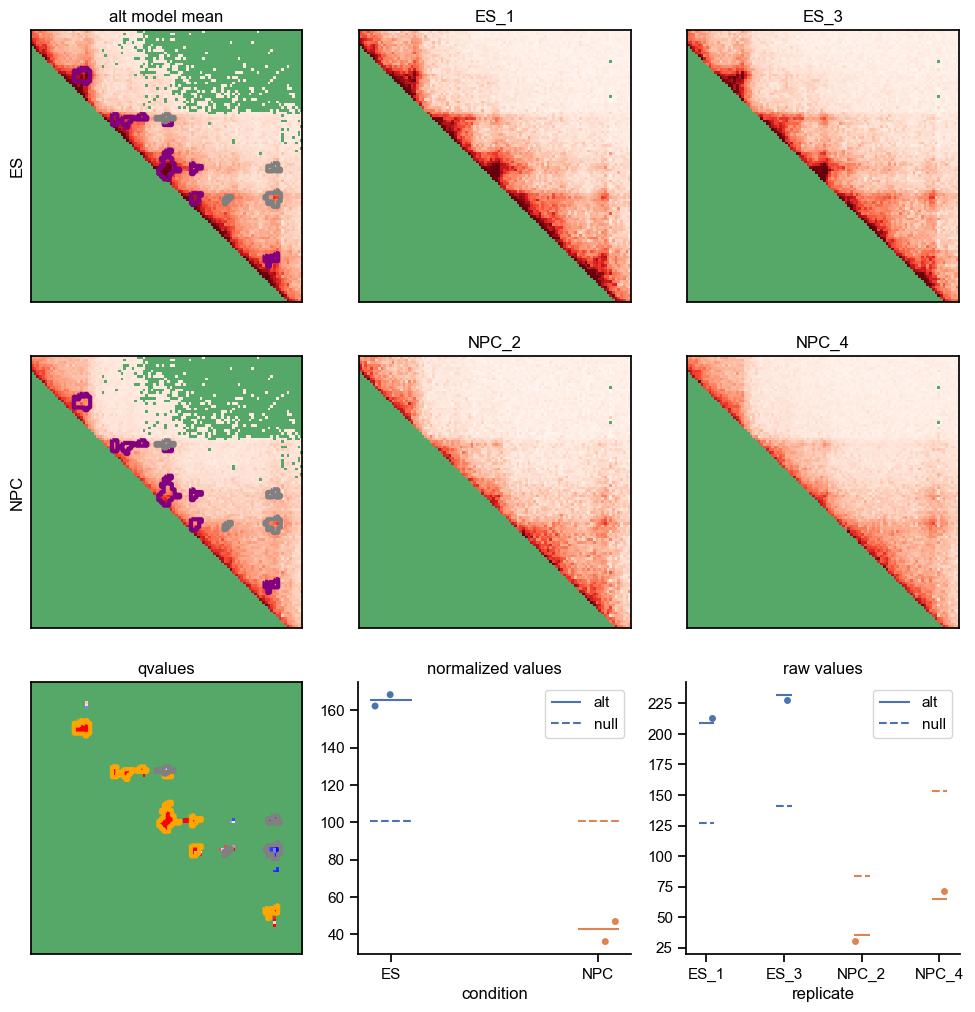 alt model mean
ES_1
ES_3
ES
NPC_2
NPC_4
NPC
qvalues
normalized values
160
140
120
100
80
60
40
alt
null
ES
NPC
condition
raw values
225
200
175
150
125
100
75
50
25
alt
null
ES_1
ES_3
NPC_2
NPC_4
replicate